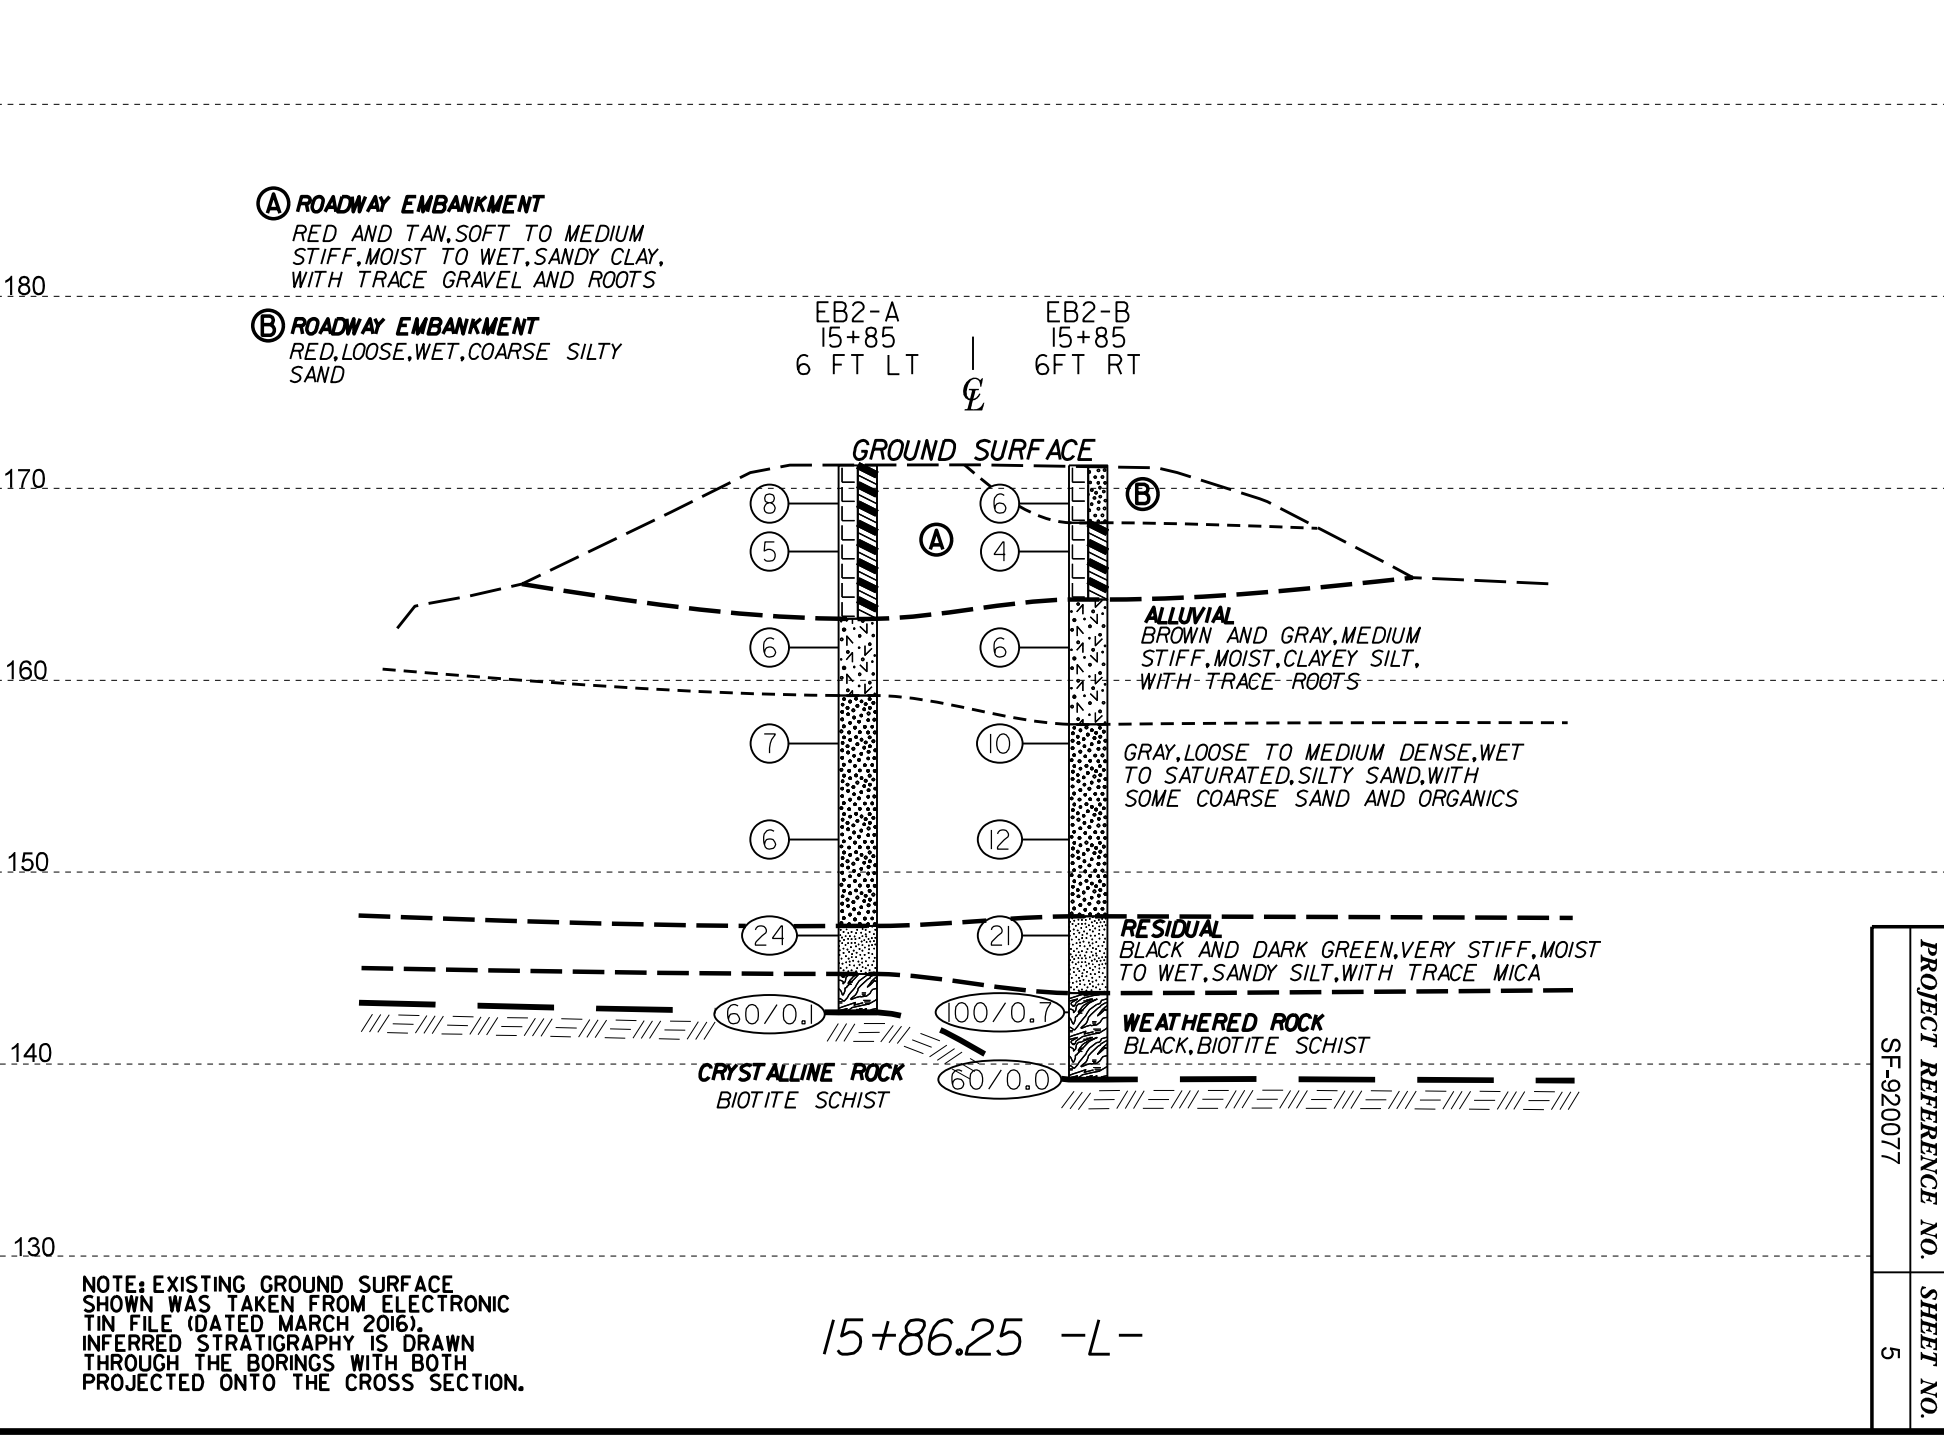 Ⓐ ROADWAY EMBANKMENT
RED AND TAN, SOFT TO MEDIUM
STIFF, MOIST TO WET, SANDY CLAY,
WITH TRACE GRAVEL AND ROOTS
180
Ⓑ ROADWAY EMBANKMENT
RED, LOOSE, WET, COARSE SILTY
SAND
EB2-A
15+85
6 FT LT
℄
EB2-B
15+85
6FT RT
GROUND SURFACE
170
8
6
B
5
A
4
ALLUVIAL
BROWN AND GRAY, MEDIUM
STIFF, MOIST, CLAYEY SILT,
WITH TRACE ROOTS
6
6
160
7
10
GRAY, LOOSE TO MEDIUM DENSE, WET
TO SATURATED, SILTY SAND, WITH
SOME COARSE SAND AND ORGANICS
6
12
150
24
21
RESIDUAL
BLACK AND DARK GREEN, VERY STIFF, MOIST
TO WET, SANDY SILT, WITH TRACE MICA
60/0.1
100/0.7
WEATHERED ROCK
BLACK, BIOTITE SCHIST
140
CRYSTALLINE ROCK
BIOTITE SCHIST
60/0.0
130
NOTE: EXISTING GROUND SURFACE
SHOWN WAS TAKEN FROM ELECTRONIC
TIN FILE (DATED MARCH 2016).
INFERRED STRATIGRAPHY IS DRAWN
THROUGH THE BORINGS WITH BOTH
PROJECTED ONTO THE CROSS SECTION.
15+86.25 -L-
PROJECT REFERENCE NO.
SHEET NO.
SF-920077
5